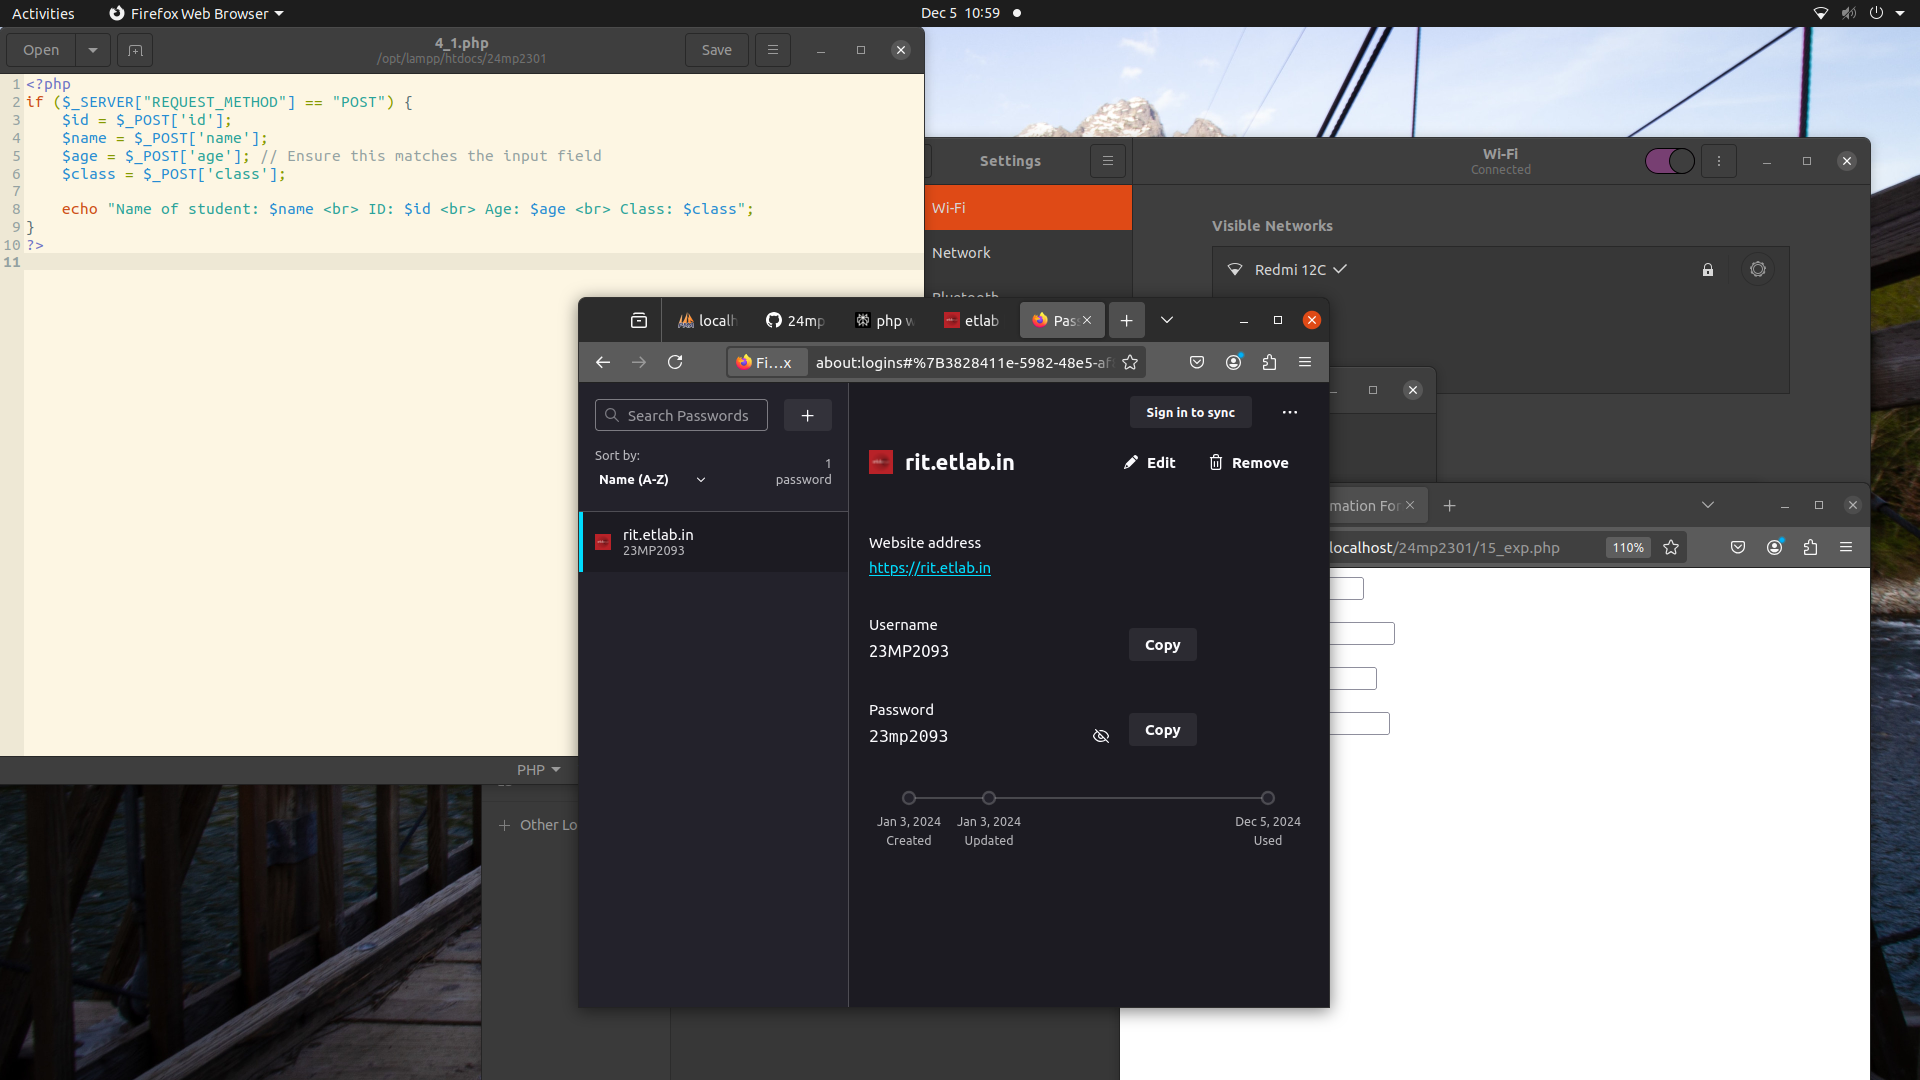 Activities
Firefox Web Browser
Dec 5 10:59
Open
4_1.php
/opt/lampp/htdocs/24mp2301
Save
1 <?php
2 if ($_SERVER["REQUEST_METHOD"] == "POST") {
3 $id = $_POST['id'];
4 $name = $_POST['name'];
5 $age = $_POST['age']; // Ensure this matches the input field
6 $class = $_POST['class'];
7
8 echo "Name of student: $name <br> ID: $id <br> Age: $age <br> Class: $class";
9 }
10 ?>
11
PHP
Other Lo
Settings
Wi-Fi
Connected
Wi-Fi
Network
Bluetooth
Visible Networks
Redmi 12C
localh
24mp
php w
etlab
Pas
Fi...x
about:logins#%7B3828411e-5982-48e5-af
Search Passwords
Sign in to sync
Sort by:
Name (A-Z)
1
password
rit.etlab.in
23MP2093
rit.etlab.in
Edit
Remove
Website address
https://rit.etlab.in
Username
23MP2093
Copy
Password
23mp2093
Copy
Jan 3, 2024
Created
Jan 3, 2024
Updated
Dec 5, 2024
Used
mation For
localhost/24mp2301/15_exp.php
110%